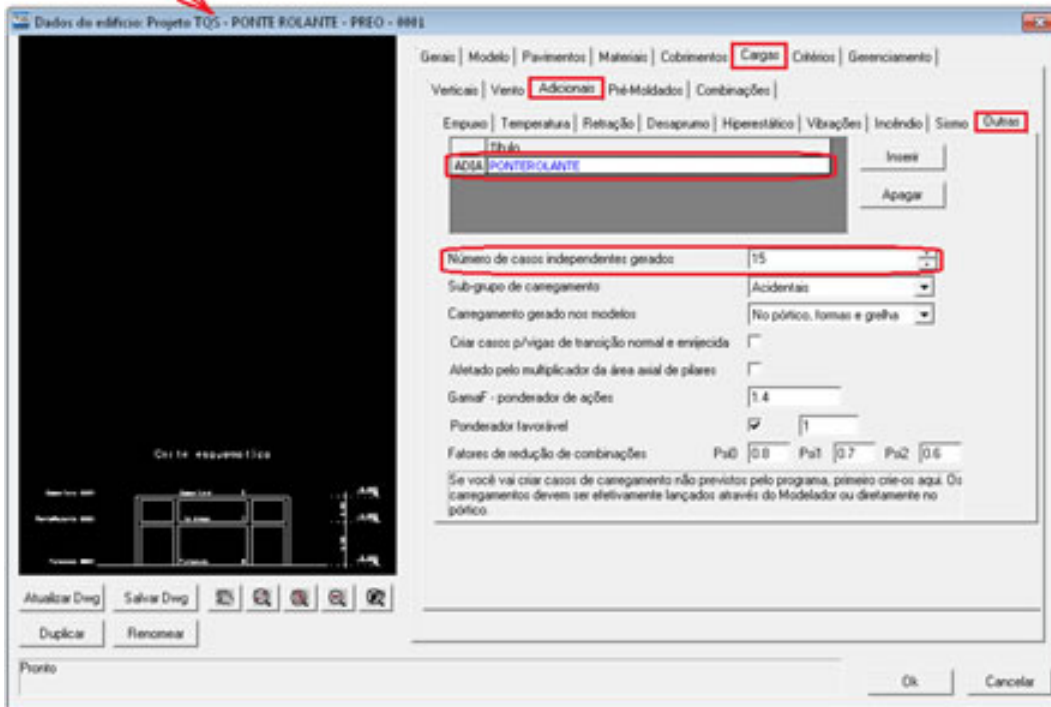 Dados do edifício: Projeto TQS - PONTE ROLANTE - PREO - 0001
Gerais Modelo Pavimentos Materiais Cobrimentos Cargas Critérios Gerenciamento
Verticais Vento Adicionais Pré-Moldados Combinações
Empuxo Temperatura Retração Desaprumo Hiperestático Vibrações Incêndio Sismo Outras
Título
ADIA PONTEROLANTE
Inserir
Apagar
Número de casos independentes gerados 15
Sub-grupo de carregamento Acidentais
Carregamento gerado nos modelos No pórtico, formas e grelha
Criar casos p/vigas de transição normal e enrijecida
Afetado pelo multiplicador da área axial de pilares
GamaF - ponderador de ações 1.4
Ponderador favorável 1
Fatores de redução de combinações Psi0 0.8 Psi1 0.7 Psi2 0.6
Se você vai criar casos de carregamento não previstos pelo programa, primeiro crie-os aqui. Os
carregamentos devem ser efetivamente lançados através do Modelador ou diretamente no
pórtico.
Corte esquemático
Atualizar Dwg Salvar Dwg
Duplicar Renomear
Pronto
Ok Cancelar